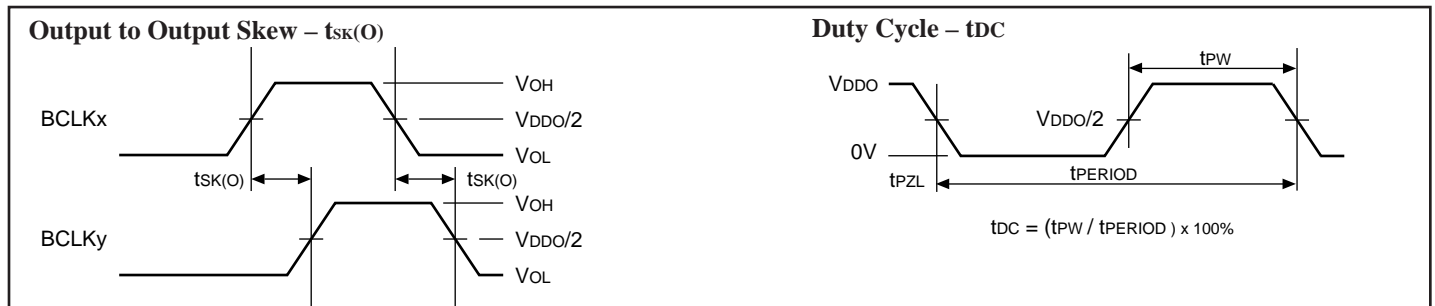 Output to Output Skew – tSK(O)
VOH
BCLKx
VDDO/2
VOL
tSK(O)
tSK(O)
VOH
BCLKy
VDDO/2
VOL
Duty Cycle – tDC
tPW
VDDO
VDDO/2
0V
tPZL
tPERIOD
tDC = (tPW / tPERIOD ) x 100%